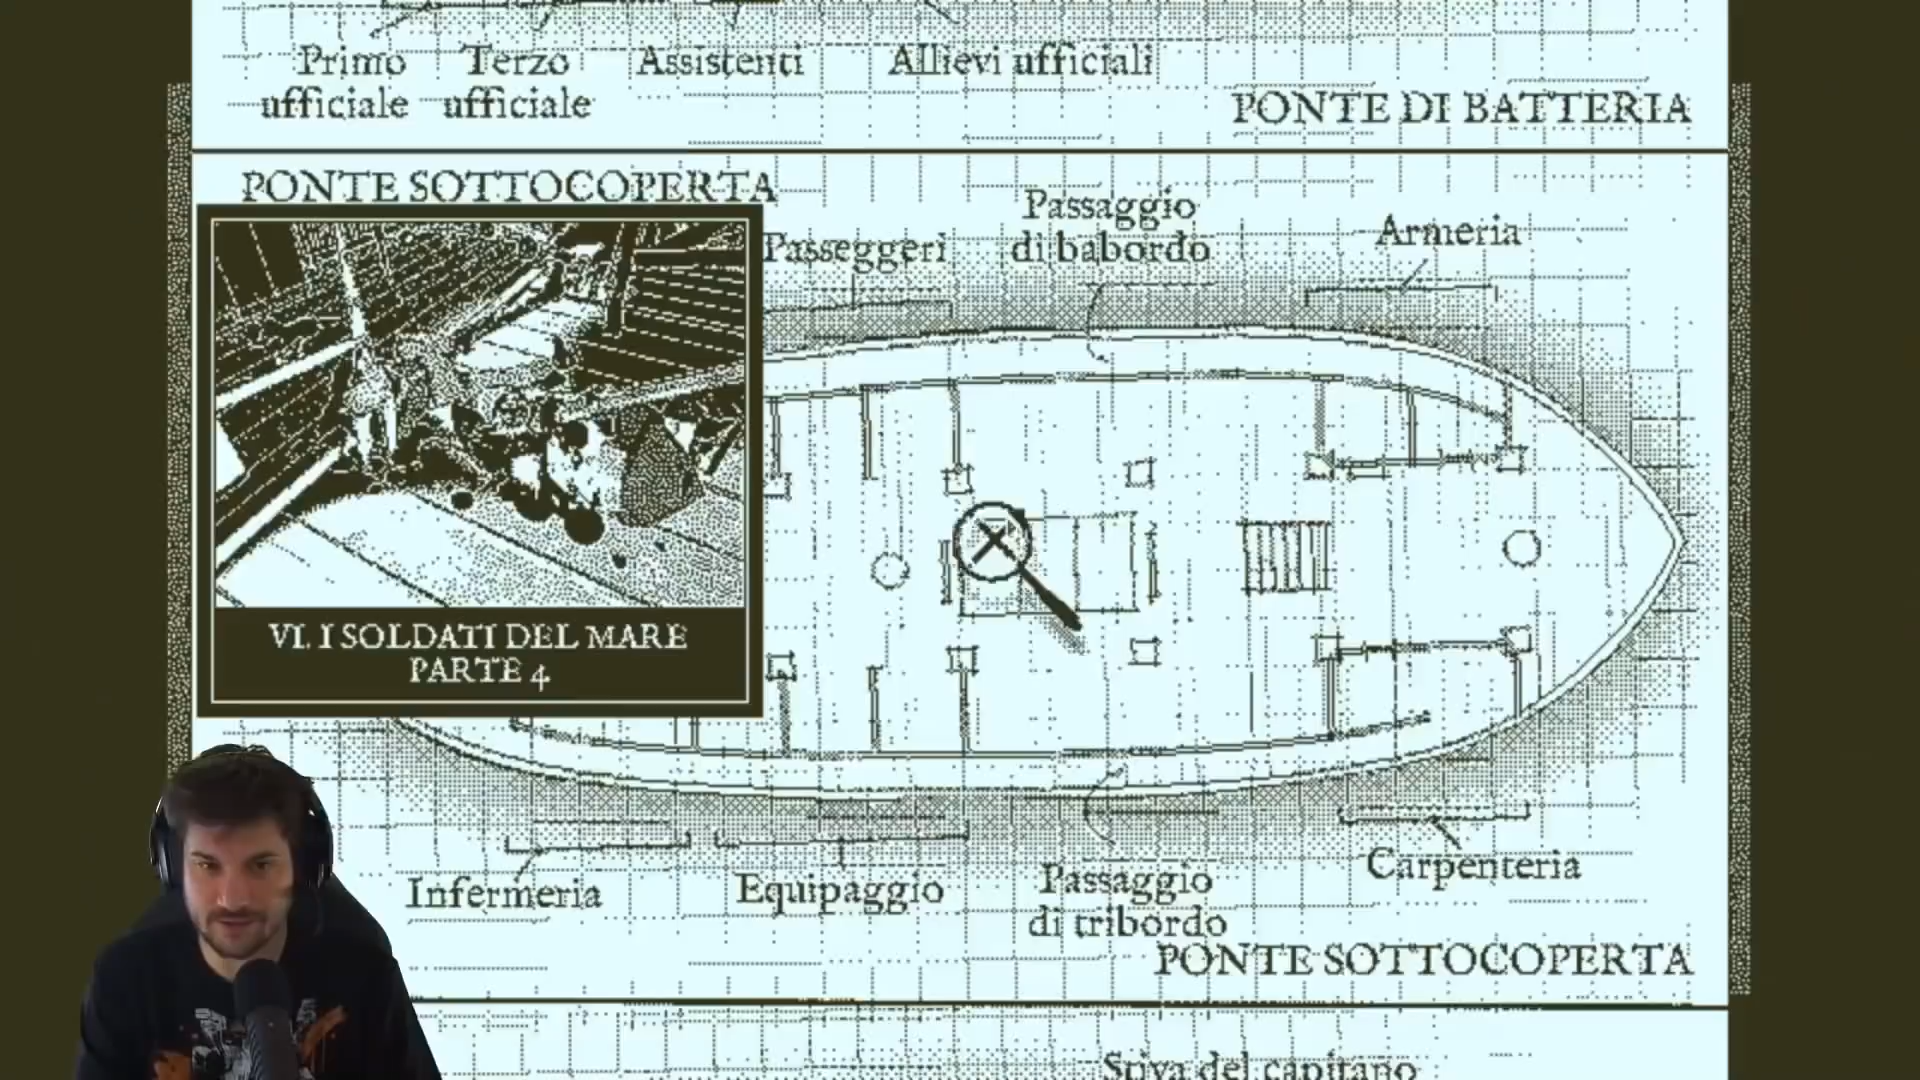 Primo
ufficiale
Terzo
ufficiale
Assistenti
Allievi ufficiali
PONTE DI BATTERIA
PONTE SOTTOCOPERTA
Passeggeri
Passaggio
di babordo
Armeria
VI. I SOLDATI DEL MARE
PARTE 4
Infermeria
Equipaggio
Passaggio
di tribordo
Carpenteria
PONTE SOTTOCOPERTA
Stiva del capitano